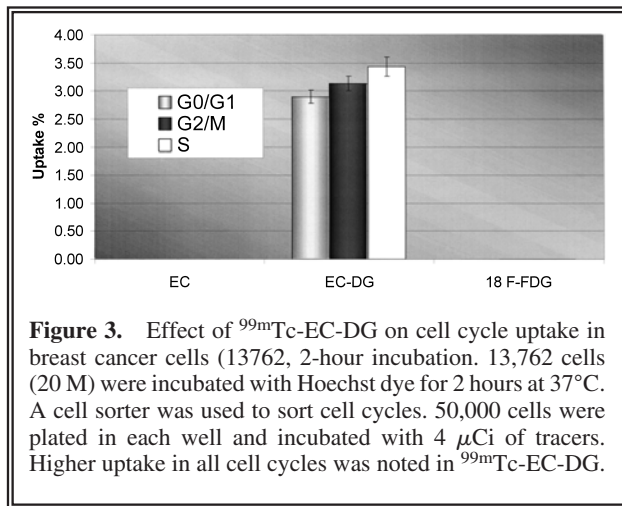 4.00
3.50
3.00
2.50
2.00
1.50
1.00
0.50
0.00
Uptake %
G0/G1
G2/M
S
EC
EC-DG
18 F-FDG
Figure 3. Effect of 99mTc-EC-DG on cell cycle uptake in
breast cancer cells (13762, 2-hour incubation. 13,762 cells
(20 M) were incubated with Hoechst dye for 2 hours at 37°C.
A cell sorter was used to sort cell cycles. 50,000 cells were
plated in each well and incubated with 4 μCi of tracers.
Higher uptake in all cell cycles was noted in 99mTc-EC-DG.